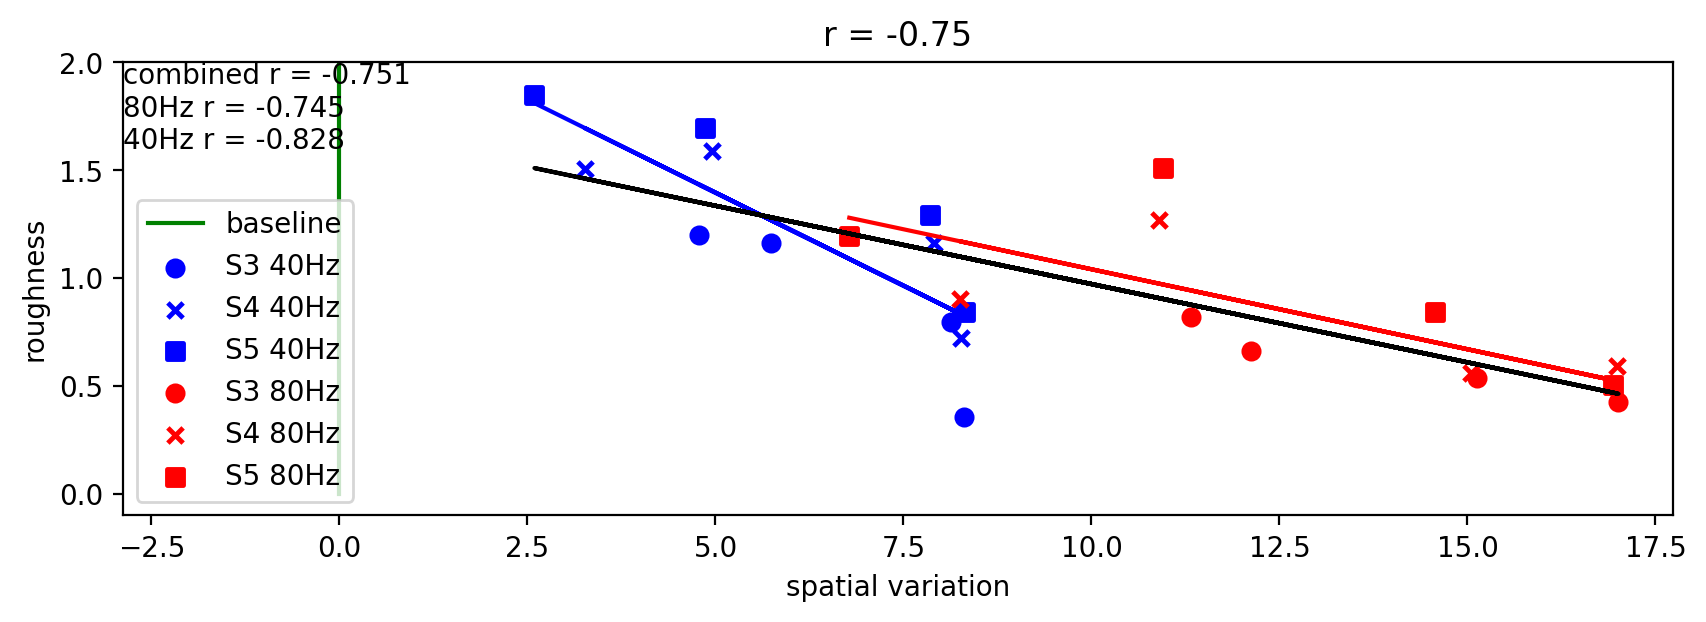 r = -0.75
combined r = -0.751
80Hz r = -0.745
40Hz r = -0.828
baseline
S3 40Hz
S4 40Hz
S5 40Hz
S3 80Hz
S4 80Hz
S5 80Hz
roughness
2.0
1.5
1.0
0.5
0.0
−2.5 0.0 2.5 5.0 7.5 10.0 12.5 15.0 17.5
spatial variation